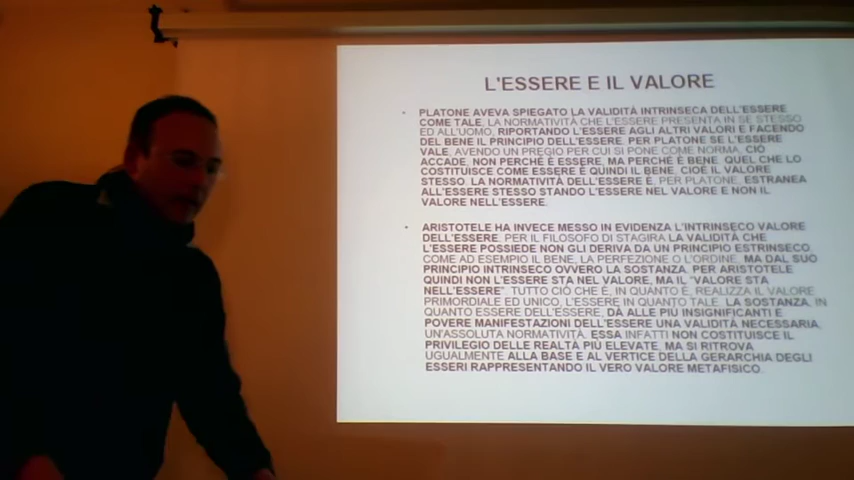 L'ESSERE E IL VALORE
PLATONE AVEVA SPIEGATO LA VALIDITÀ INTRINSECA DELL'ESSERE
COME TALE, LA NORMATIVITÀ CHE L'ESSERE PRESENTA IN SE STESSO
ED ALL'UOMO, RIPORTANDO L'ESSERE AGLI ALTRI VALORI E FACENDO
DEL BENE IL PRINCIPIO DELL'ESSERE. PER PLATONE SE L'ESSERE
VALE, AVENDO UN PREGIO PER CUI SI PONE COME NORMA, CIÒ
ACCADE, NON PERCHÉ È ESSERE, MA PERCHÉ È BENE. QUEL CHE LO
COSTITUISCE COME ESSERE È QUINDI IL BENE, CIOÈ IL VALORE
STESSO. LA NORMATIVITÀ DELL'ESSERE È, PER PLATONE, ESTRANEA
ALL'ESSERE STESSO STANDO L'ESSERE NEL VALORE E NON IL
VALORE NELL'ESSERE.
ARISTOTELE HA INVECE MESSO IN EVIDENZA L'INTRINSECO VALORE
DELL'ESSERE. PER IL FILOSOFO DI STAGIRA LA VALIDITÀ CHE
L'ESSERE POSSIEDE NON GLI DERIVA DA UN PRINCIPIO ESTRINSECO,
COME AD ESEMPIO IL BENE, LA PERFEZIONE O L'ORDINE, MA DAL SUO
PRINCIPIO INTRINSECO OVVERO LA SOSTANZA. PER ARISTOTELE,
QUINDI NON L'ESSERE STA NEL VALORE, MA IL "VALORE STA
NELL'ESSERE". TUTTO CIÒ CHE È, IN QUANTO È, REALIZZA IL VALORE
PRIMORDIALE ED UNICO, L'ESSERE IN QUANTO TALE. LA SOSTANZA, IN
QUANTO ESSERE DELL'ESSERE, DÀ ALLE PIÙ INSIGNIFICANTI E
POVERE MANIFESTAZIONI DELL'ESSERE UNA VALIDITÀ NECESSARIA,
UN'ASSOLUTA NORMATIVITÀ. ESSA INFATTI NON COSTITUISCE IL
PRIVILEGIO DELLE REALTÀ PIÙ ELEVATE, MA SI RITROVA
UGUALMENTE ALLA BASE E AL VERTICE DELLA GERARCHIA DEGLI
ESSERI RAPPRESENTANDO IL VERO VALORE METAFISICO.